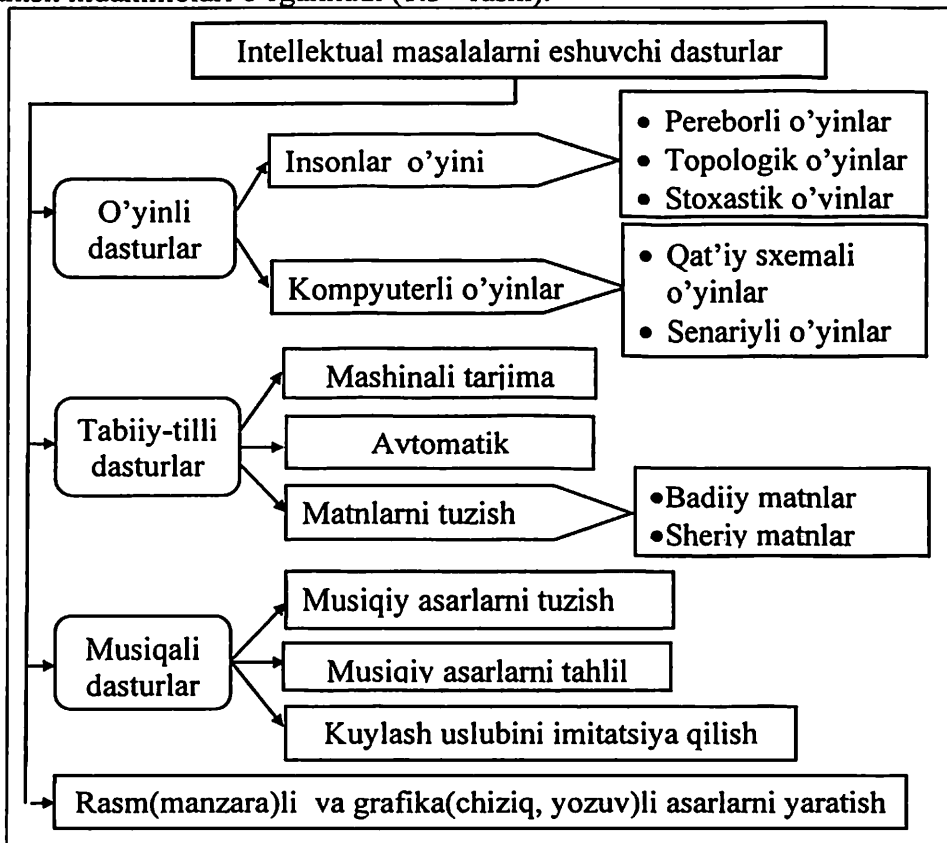 Intellektual masalalarni eshuvchi dasturlar
O'yinli
dasturlar
Insonlar o'yini
• Pereborli o'yinlar
• Topologik o'yinlar
• Stoxastik o'yinlar
Kompyuterli o'yinlar
• Qat'iy sxemali
o'yinlar
• Senariyli o'yinlar
Tabiiy-tilli
dasturlar
Mashinali tarjima
Avtomatik
Matnlarni tuzish
•Badiiy matnlar
•Sheriy matnlar
Musiqali
dasturlar
Musiqiy asarlarni tuzish
Musiqiy asarlarni tahlil
Kuylash uslubini imitatsiya qilish
Rasm(manzara)li va grafika(chiziq, yozuv)li asarlarni yaratish